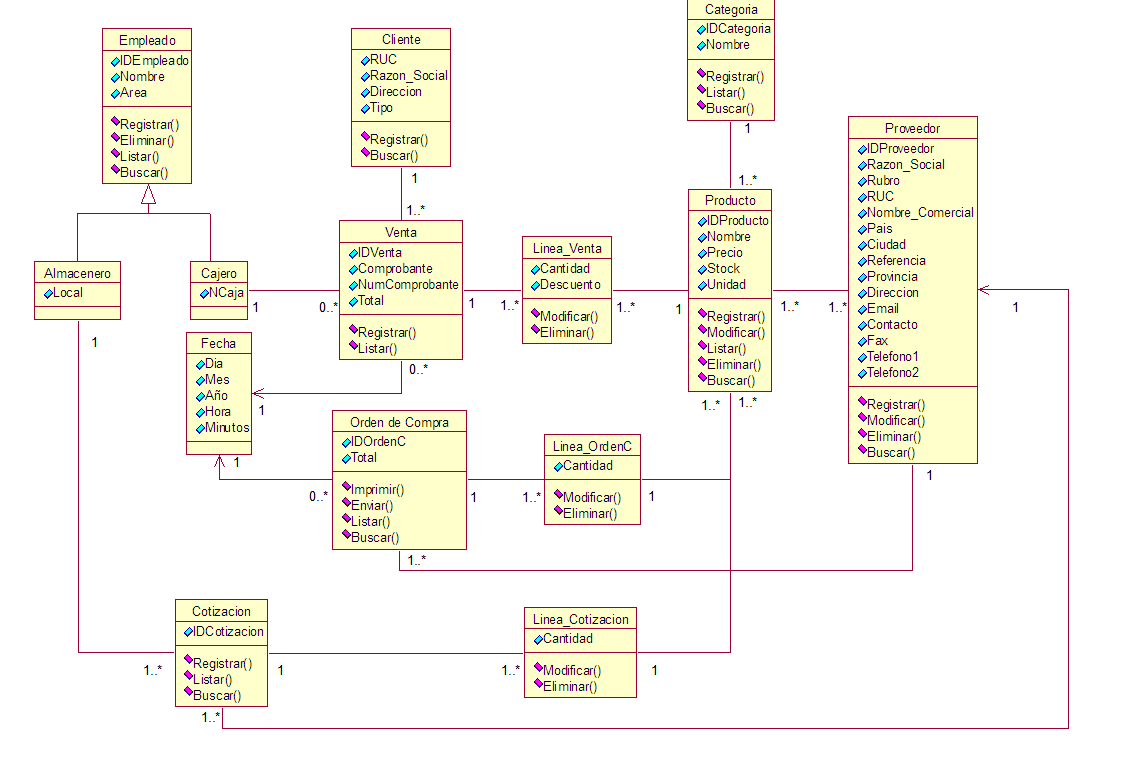 Categoria
IDCategoria
Nombre
Registrar()
Listar()
Buscar()
1
1..*
Empleado
IDEmpleado
Nombre
Area
Registrar()
Eliminar()
Listar()
Buscar()
Cliente
RUC
Razon_Social
Direccion
Tipo
Registrar()
Buscar()
1
1..*
Proveedor
IDProveedor
Razon_Social
Rubro
RUC
Nombre_Comercial
Pais
Ciudad
Referencia
Provincia
Direccion
Email
Contacto
Fax
Telefono1
Telefono2
Registrar()
Modificar()
Eliminar()
Buscar()
1
1
Producto
IDProducto
Nombre
Precio
Stock
Unidad
Registrar()
Modificar()
Listar()
Eliminar()
Buscar()
1..*
1..*
1
1..*
1..*
Venta
IDVenta
Comprobante
NumComprobante
Total
Registrar()
Listar()
0..*
1
0..*
Linea_Venta
Cantidad
Descuento
Modificar()
Eliminar()
1..*
1..*
Almacenero
Local
1
Cajero
NCaja
1
Fecha
Dia
Mes
Año
Hora
Minutos
1
1
Orden de Compra
IDOrdenC
Total
Imprimir()
Enviar()
Listar()
Buscar()
0..*
1
1..*
Linea_OrdenC
Cantidad
Modificar()
Eliminar()
1..*
1
Cotizacion
IDCotizacion
Registrar()
Listar()
Buscar()
1..*
1
1..*
Linea_Cotizacion
Cantidad
Modificar()
Eliminar()
1..*
1